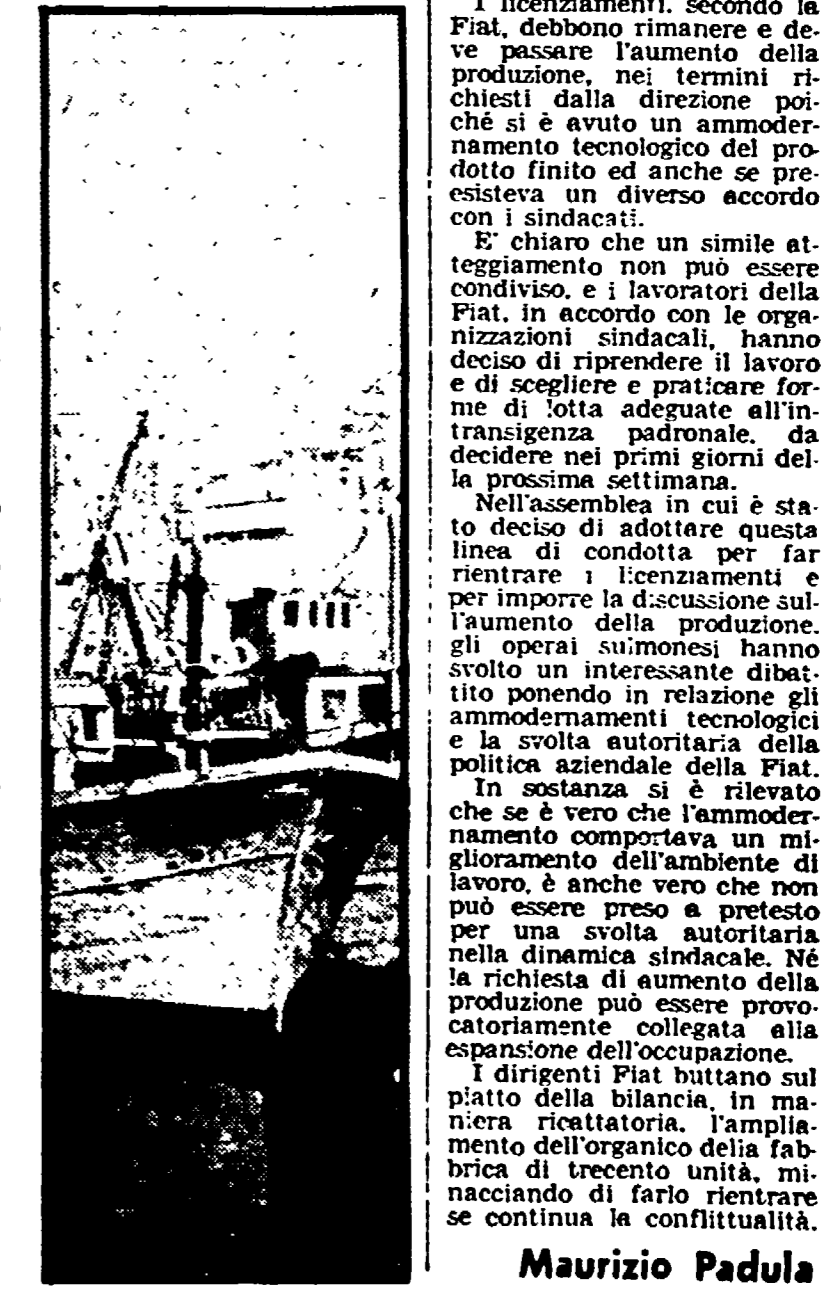 I licenziamenti. secondo la
Fiat, debbono rimanere e de-
ve passare l'aumento della
produzione, nei termini ri-
chiesti dalla direzione poi-
ché si è avuto un ammoder-
namento tecnologico del pro-
dotto finito ed anche se pre-
esisteva un diverso accordo
con i sindacati.
E' chiaro che un simile at-
teggiamento non può essere
condiviso. e i lavoratori della
Fiat. in accordo con le orga-
nizzazioni sindacali, hanno
deciso di riprendere il lavoro
e di scegliere e praticare for-
me di lotta adeguate all'in-
transigenza padronale. da
decidere nei primi giorni del-
la prossima settimana.
Nell'assemblea in cui è sta-
to deciso di adottare questa
linea di condotta per far
rientrare i licenziamenti e
per imporre la discussione sul-
l'aumento della produzione.
gli operai sulmonesi hanno
svolto un interessante dibat-
tito ponendo in relazione gli
ammodernamenti tecnologici
e la svolta autoritaria della
politica aziendale della Fiat.
In sostanza si è rilevato
che se è vero che l'ammoder-
namento comportava un mi-
glioramento dell'ambiente di
lavoro, è anche vero che non
può essere preso a pretesto
per una svolta autoritaria
nella dinamica sindacale. Né
la richiesta di aumento della
produzione può essere provo-
catoriamente collegata alla
espansione dell'occupazione.
I dirigenti Fiat buttano sul
piatto della bilancia, in ma-
niera ricattatoria. l'amplia-
mento dell'organico della fab-
brica di trecento unità, mi-
nacciando di farlo rientrare
se continua la conflittualità.
Maurizio Padula